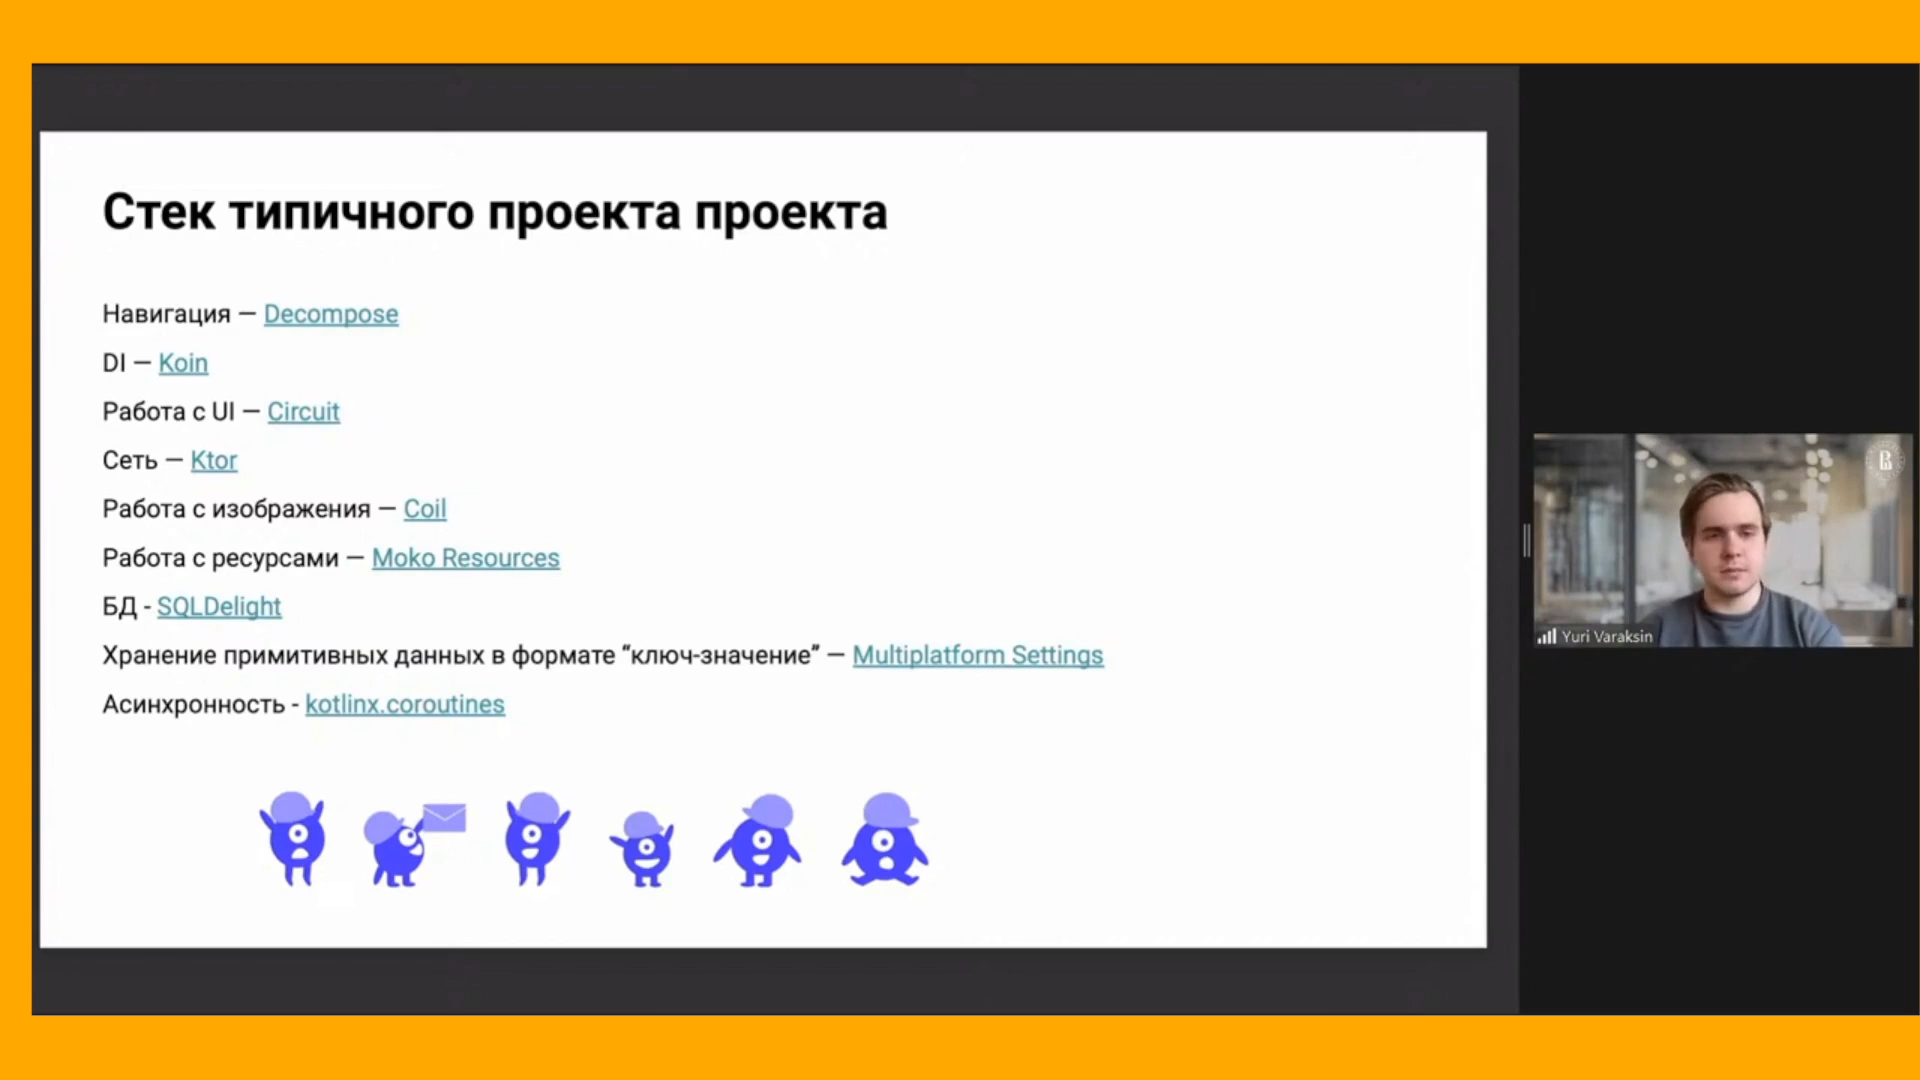 Стек типичного проекта проекта
Навигация — Decompose
DI — Koin
Работа с UI — Circuit
Сеть — Ktor
Работа с изображения — Coil
Работа с ресурсами — Moko Resources
БД - SQLDelight
Хранение примитивных данных в формате “ключ-значение” — Multiplatform Settings
Асинхронность - kotlinx.coroutines
Yuri Varaksin